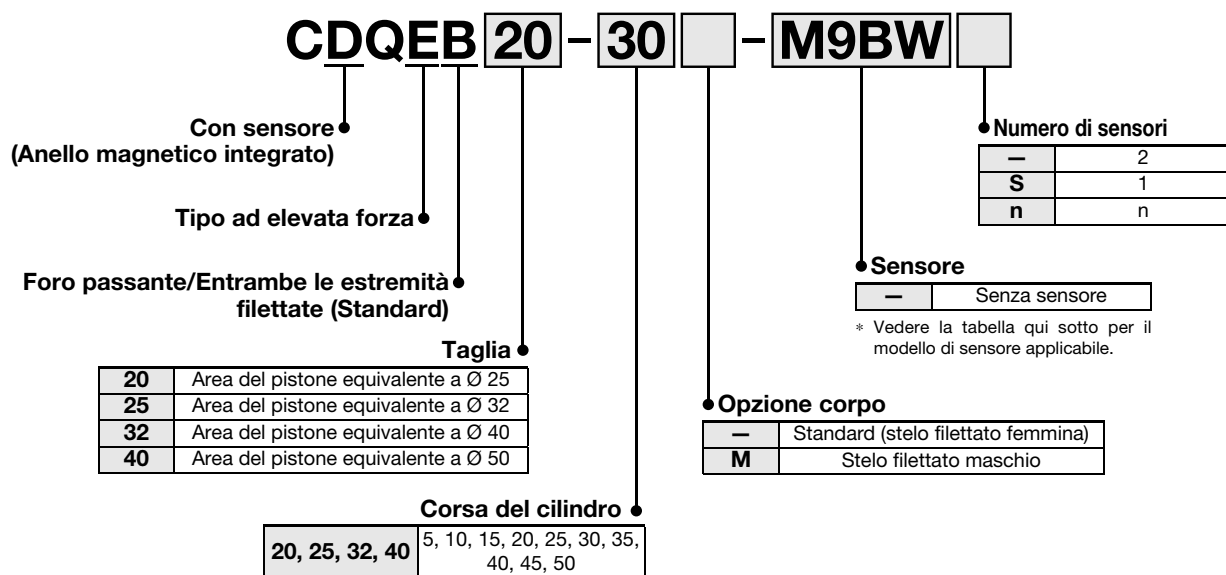 CDQEB 20 - 30 - M9BW
Con sensore
(Anello magnetico integrato)
Tipo ad elevata forza
Foro passante/Entrambe le estremità
filettate (Standard)
Taglia
20 Area del pistone equivalente a Ø 25
25 Area del pistone equivalente a Ø 32
32 Area del pistone equivalente a Ø 40
40 Area del pistone equivalente a Ø 50
Corsa del cilindro
20, 25, 32, 40 5, 10, 15, 20, 25, 30, 35,
40, 45, 50
Opzione corpo
— Standard (stelo filettato femmina)
M Stelo filettato maschio
Sensore
— Senza sensore
* Vedere la tabella qui sotto per il
modello di sensore applicabile.
Numero di sensori
— 2
S 1
n n